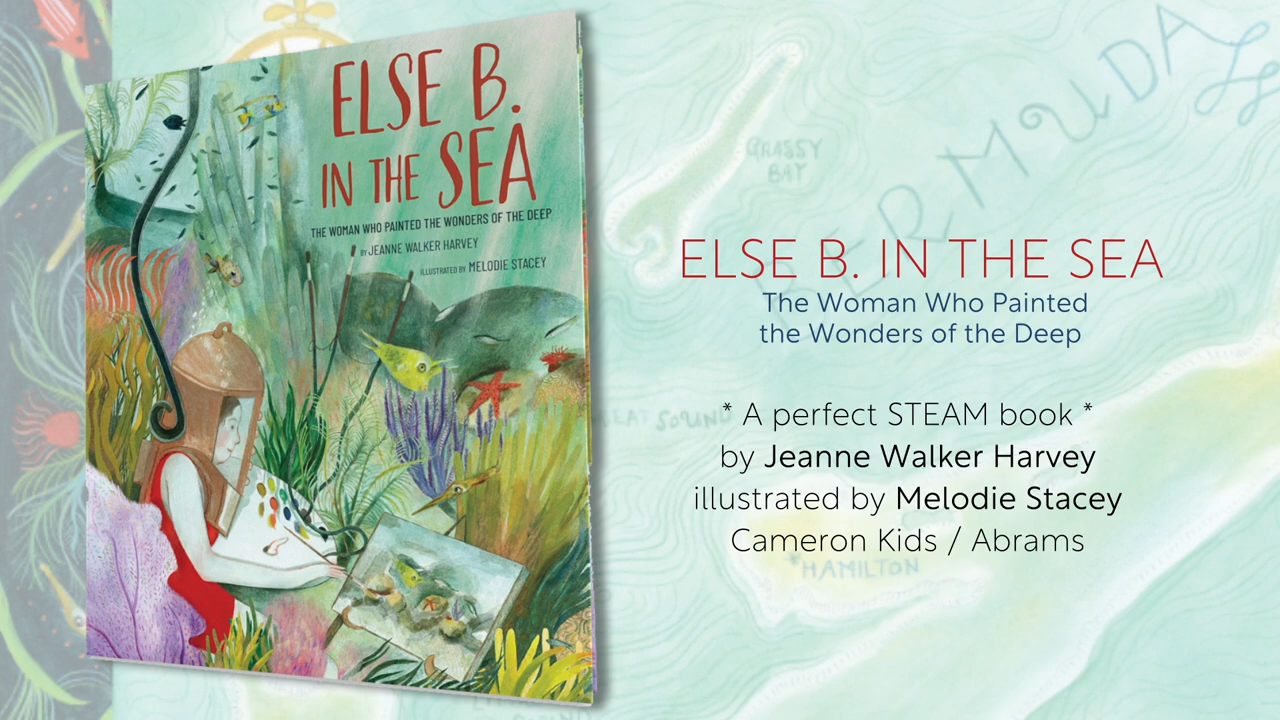 ELSE B.
IN THE SEA
THE WOMAN WHO PAINTED THE WONDERS OF THE DEEP
BY JEANNE WALKER HARVEY
ILLUSTRATED BY MELODIE STACEY
BERMUDA
GRASSY
BAY
ELSE B. IN THE SEA
The Woman Who Painted
the Wonders of the Deep
* A perfect STEAM book *
by Jeanne Walker Harvey
illustrated by Melodie Stacey
Cameron Kids / Abrams
GREAT SOUND
HAMILTON